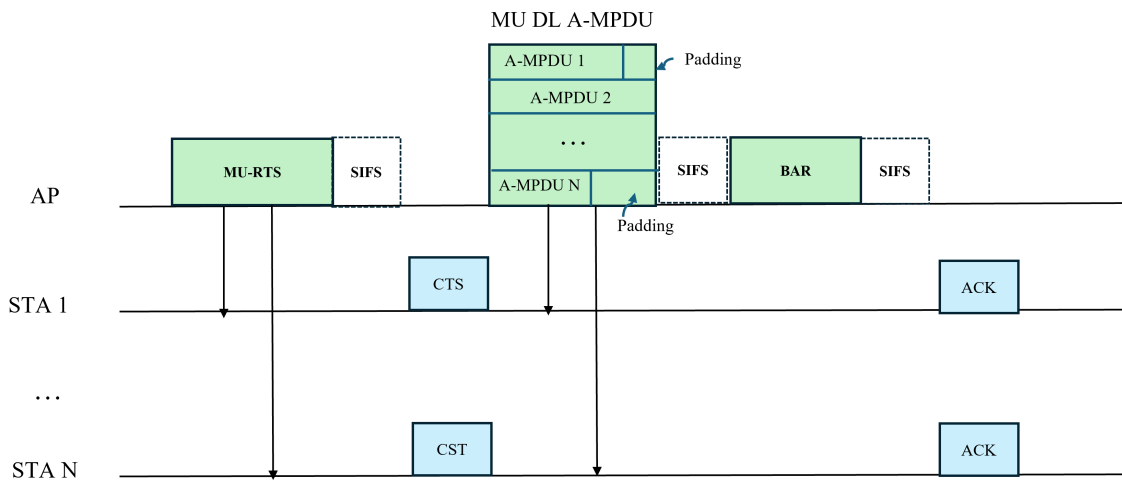 MU DL A-MPDU
A-MPDU 1
Padding
A-MPDU 2
...
MU-RTS
SIFS
SIFS
BAR
SIFS
A-MPDU N
AP
Padding
CTS
ACK
STA 1
...
CST
ACK
STA N